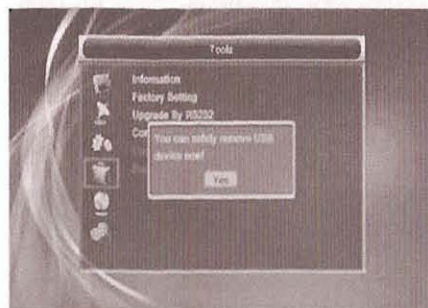 Tools
Information
Factory Setting
Upgrade By RS232
You can safely remove USB
device now!
Yes